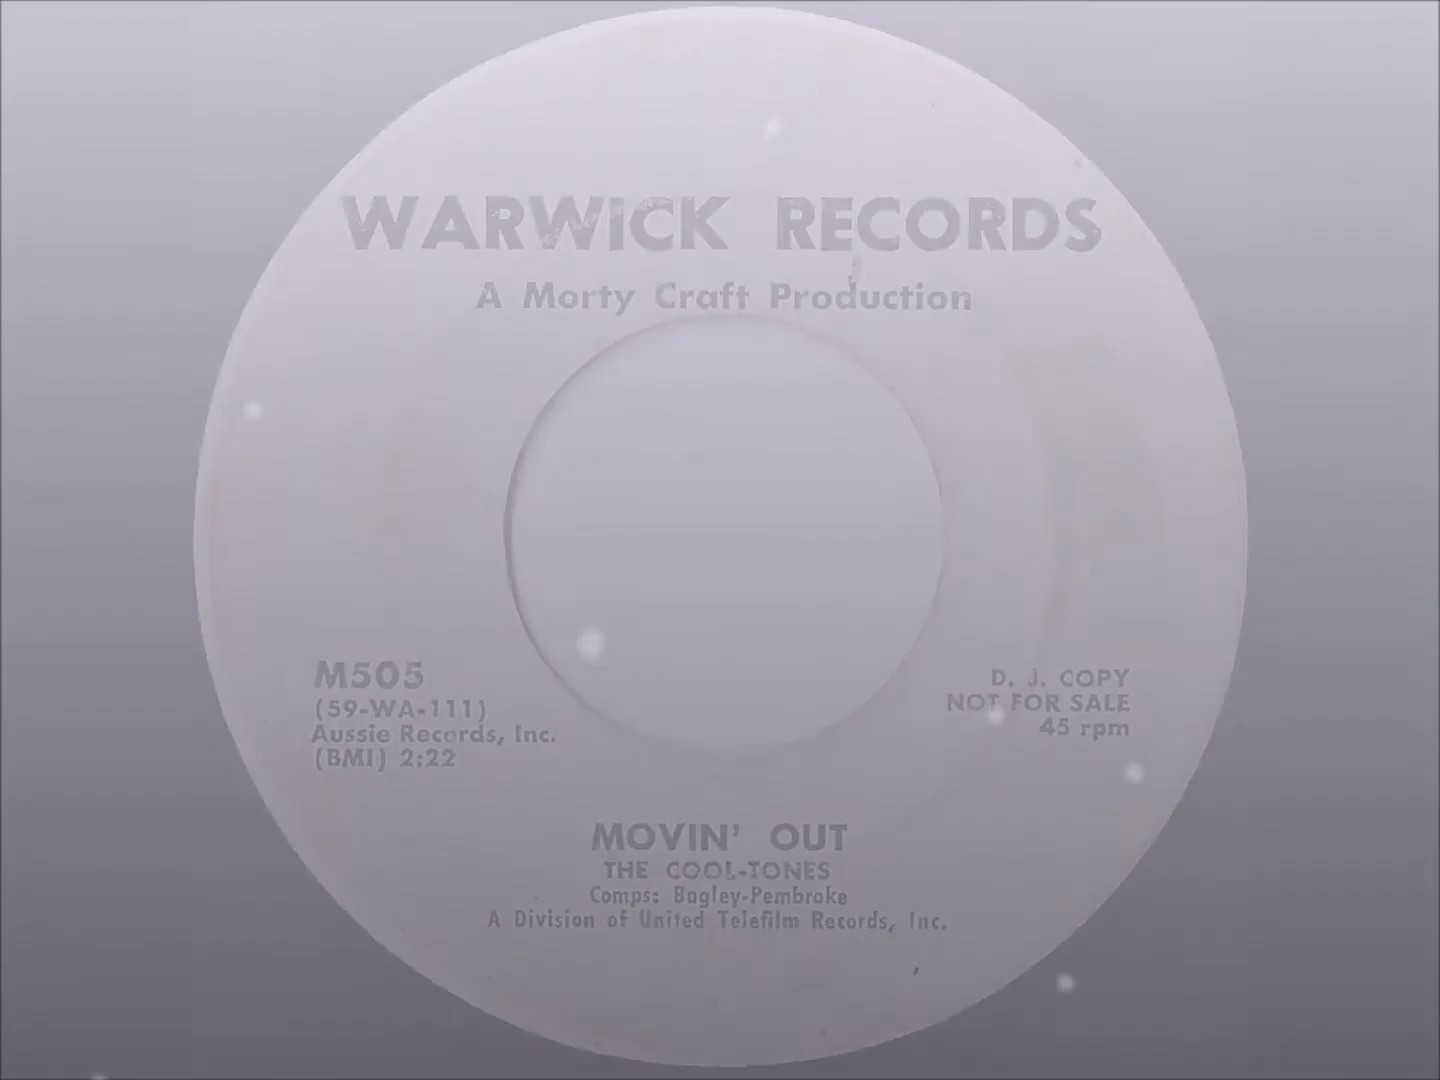 WARWICK RECORDS
A Morty Craft Production
M505
(59-WA-111)
Aussie Records, Inc.
(BMI) 2:22
D. J. COPY
NOT FOR SALE
45 rpm
MOVIN' OUT
THE COOL-TONES
Comps: Bagley-Pembroke
A Division of United Telefilm Records, Inc.